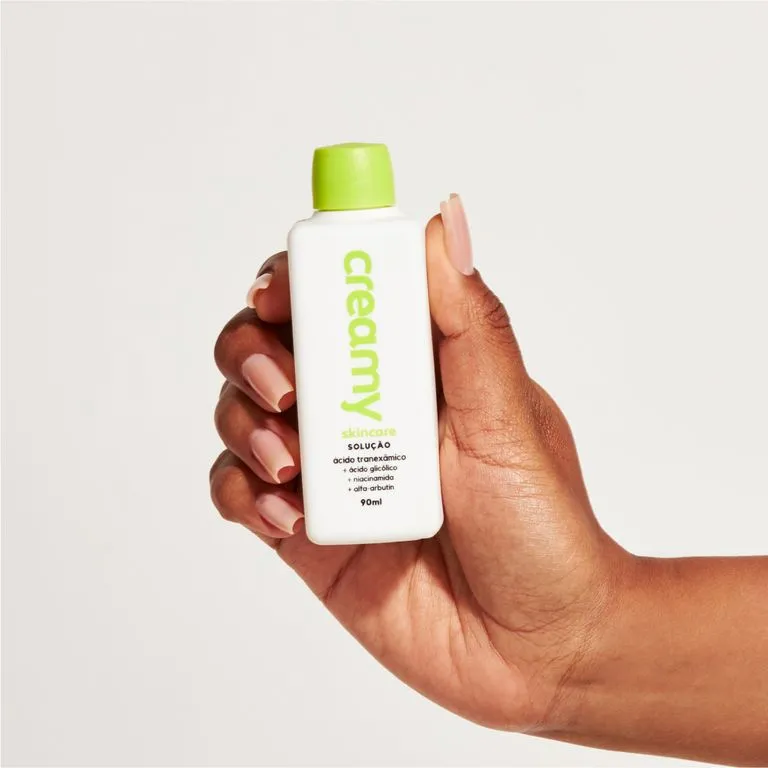 creamy
skincare
SOLUÇÃO
ácido tranexâmico
+ ácido glicólico
+ niacinamida
+ alfa-arbutin
90ml